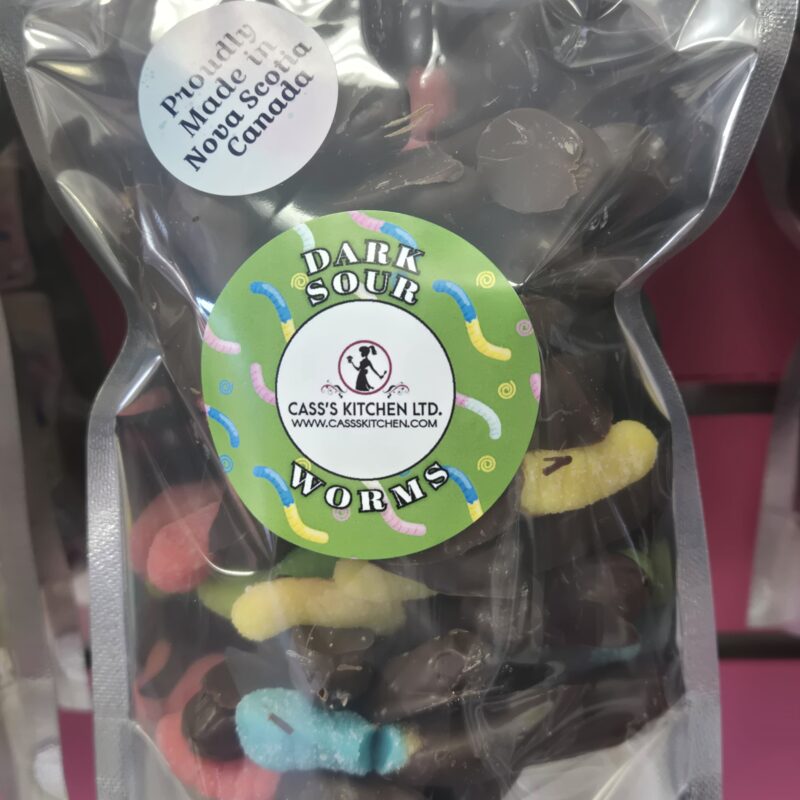 Proudly
Made in
Nova Scotia
Canada
DARK
SOUR
CASS'S KITCHEN LTD.
WWW.CASSSKITCHEN.COM
WORMS